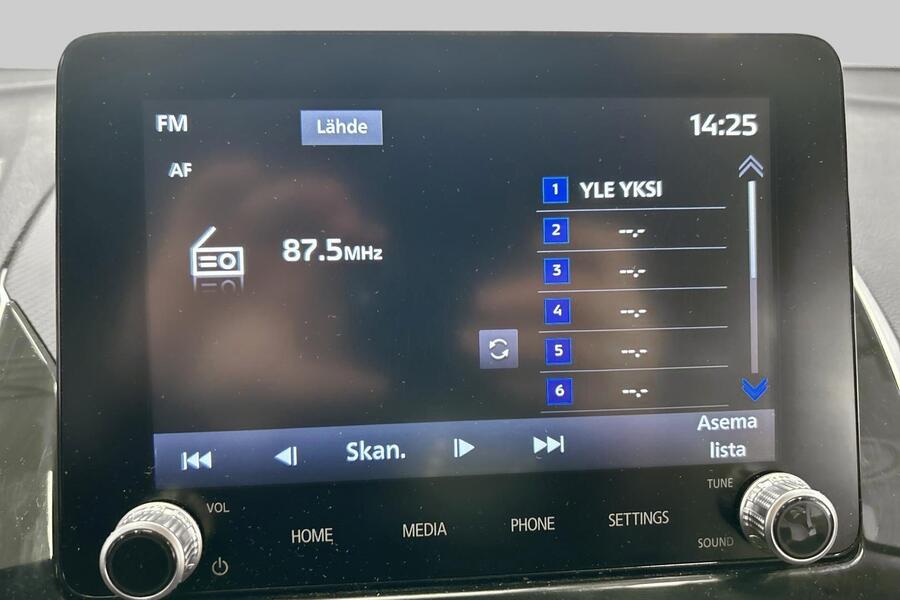 FM
Lähde
14:25
AF
1 YLE YKSI
87.5MHz
2 --.-
3 --.-
4 --.-
5 --.-
6 --.-
Skan.
Asema
lista
VOL
HOME
MEDIA
PHONE
SETTINGS
TUNE
SOUND